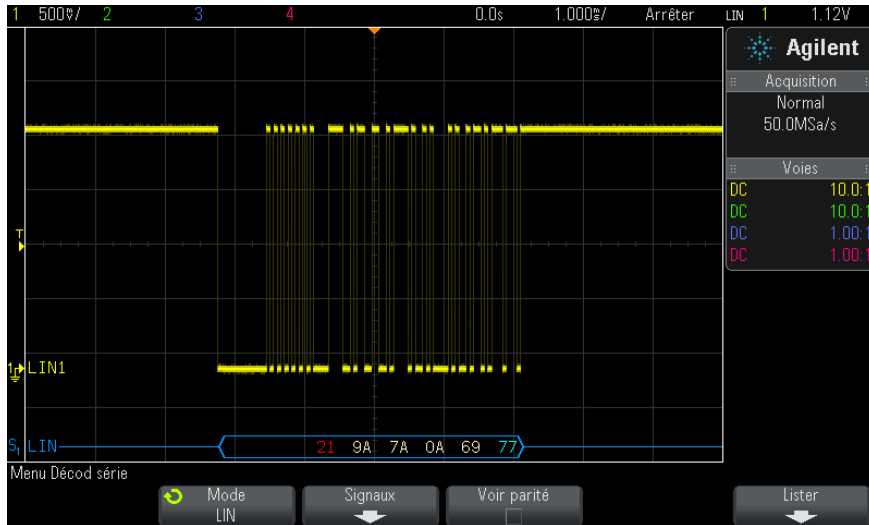 1 500㎷/ 2 3 4 0.0s 1.000㎳/ Arrêter LIN 1 1.12V
Agilent
Acquisition
Normal
50.0MSa/s
Voies
DC 10.0:1
DC 10.0:1
DC 1.00:1
DC 1.00:1
T
1 LIN1
S1 LIN 21 9A 7A 0A 69 77
Menu Décod série
Mode Signaux Voir parité Lister
LIN